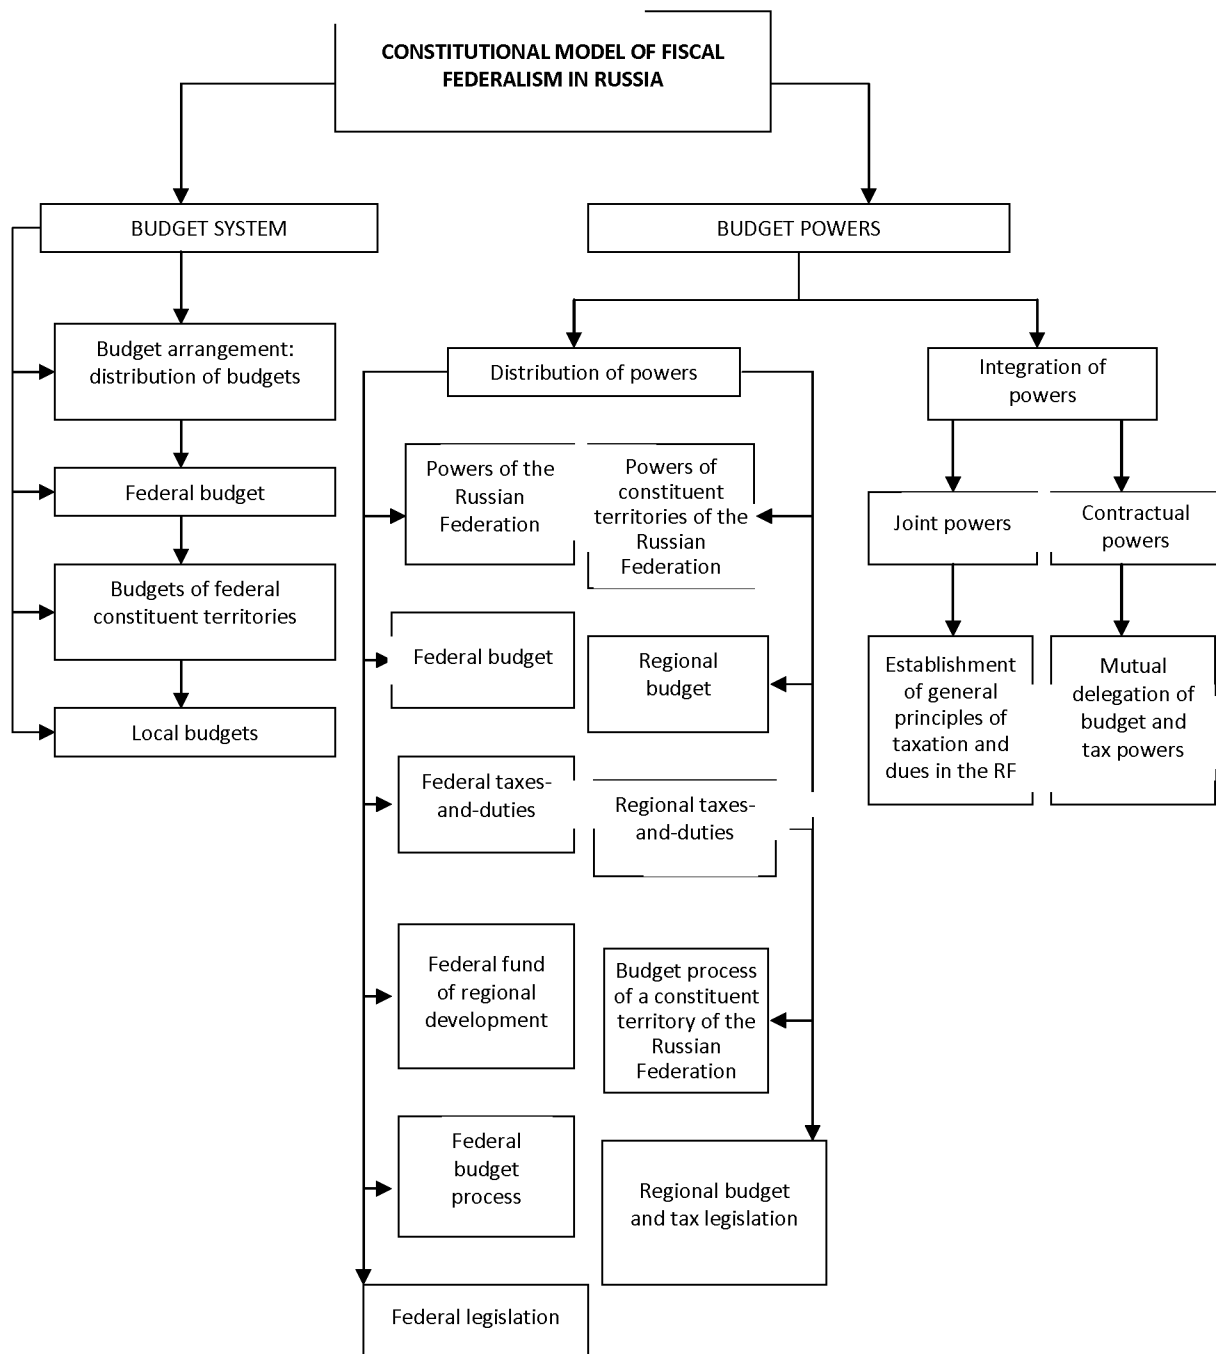 CONSTITUTIONAL MODEL OF FISCAL
FEDERALISM IN RUSSIA
BUDGET SYSTEM
BUDGET POWERS
Budget arrangement:
distribution of budgets
Federal budget
Budgets of federal
constituent territories
Local budgets
Distribution of powers
Powers of the
Russian
Federation
Federal budget
Federal taxes-
and-duties
Federal fund
of regional
development
Federal
budget
process
Federal legislation
Powers of
constituent
territories of the
Russian
Federation
Regional
budget
Regional taxes-
and-duties
Budget process
of a constituent
territory of the
Russian
Federation
Regional budget
and tax legislation
Integration of
powers
Joint powers
Establishment
of general
principles of
taxation and
dues in the RF
Contractual
powers
Mutual
delegation of
budget and
tax powers